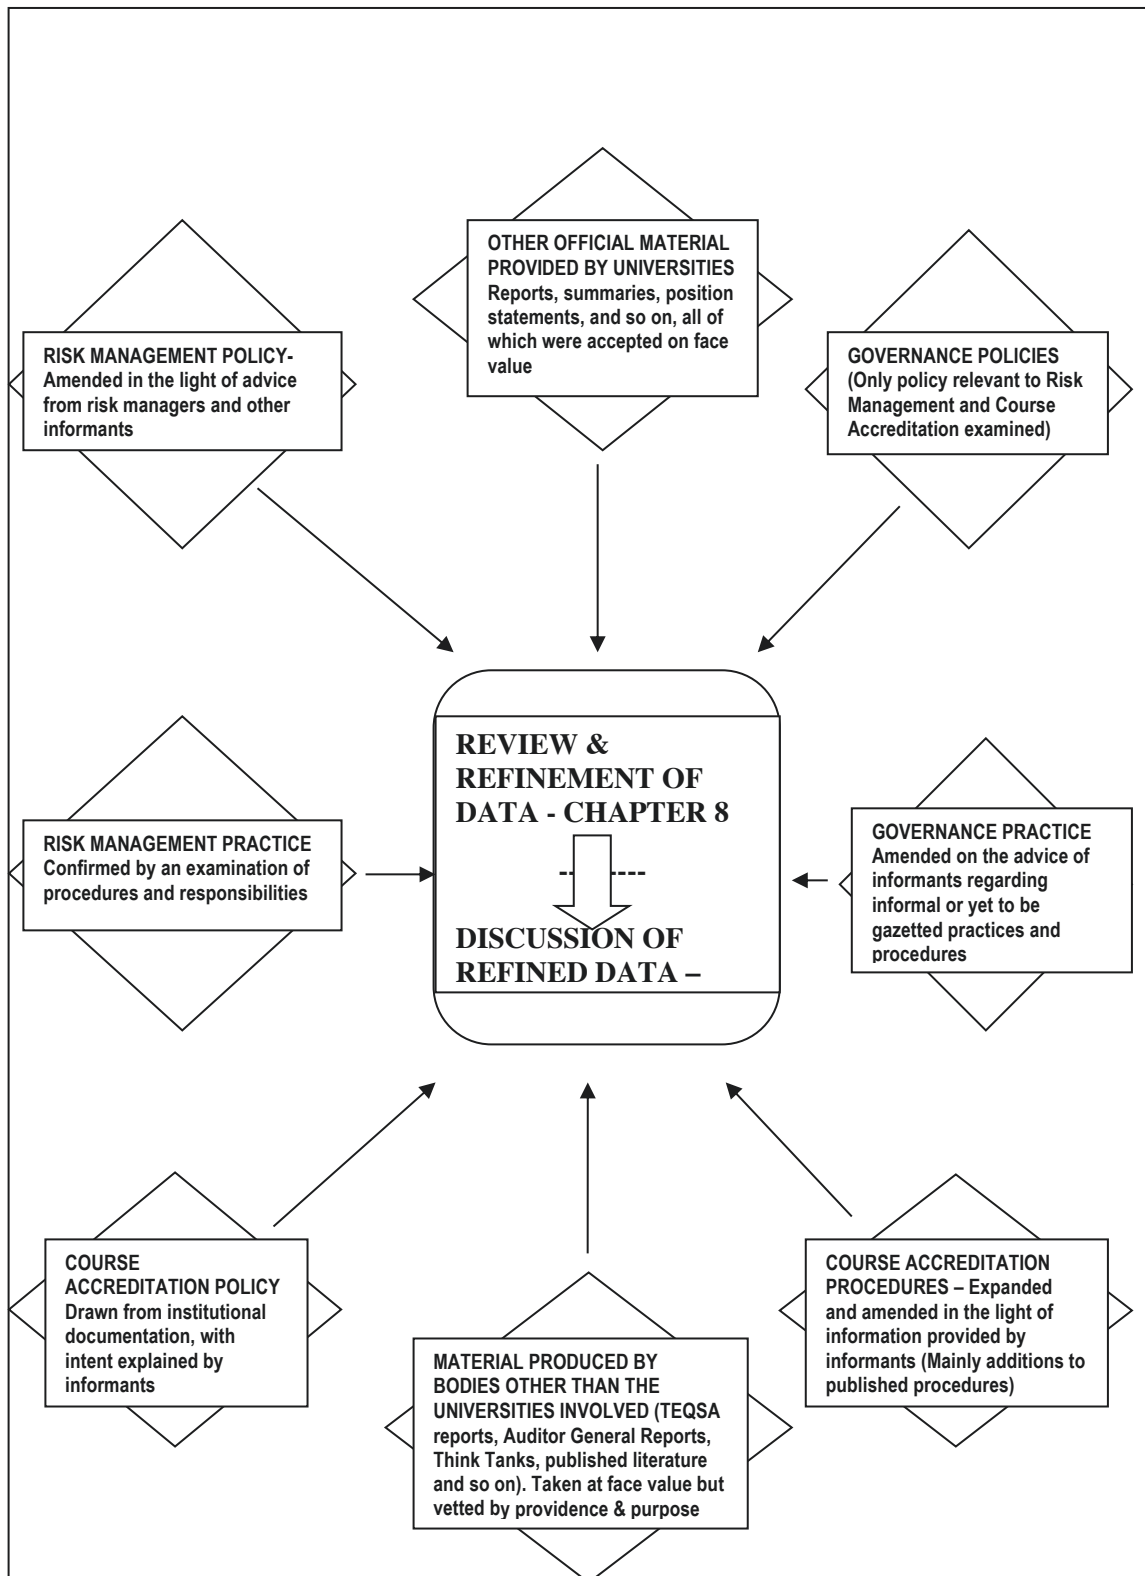 OTHER OFFICIAL MATERIAL
PROVIDED BY UNIVERSITIES
Reports, summaries, position
statements, and so on, all of
which were accepted on face
value
RISK MANAGEMENT POLICY-
Amended in the light of advice
from risk managers and other
informants
GOVERNANCE POLICIES
(Only policy relevant to Risk
Management and Course
Accreditation examined)
REVIEW &
REFINEMENT OF
DATA - CHAPTER 8
DISCUSSION OF
REFINED DATA –
RISK MANAGEMENT PRACTICE
Confirmed by an examination of
procedures and responsibilities
GOVERNANCE PRACTICE
Amended on the advice of
informants regarding
informal or yet to be
gazetted practices and
procedures
COURSE
ACCREDITATION POLICY
Drawn from institutional
documentation, with
intent explained by
informants
MATERIAL PRODUCED BY
BODIES OTHER THAN THE
UNIVERSITIES INVOLVED (TEQSA
reports, Auditor General Reports,
Think Tanks, published literature
and so on). Taken at face value but
vetted by providence & purpose
COURSE ACCREDITATION
PROCEDURES – Expanded
and amended in the light of
information provided by
informants (Mainly additions to
published procedures)